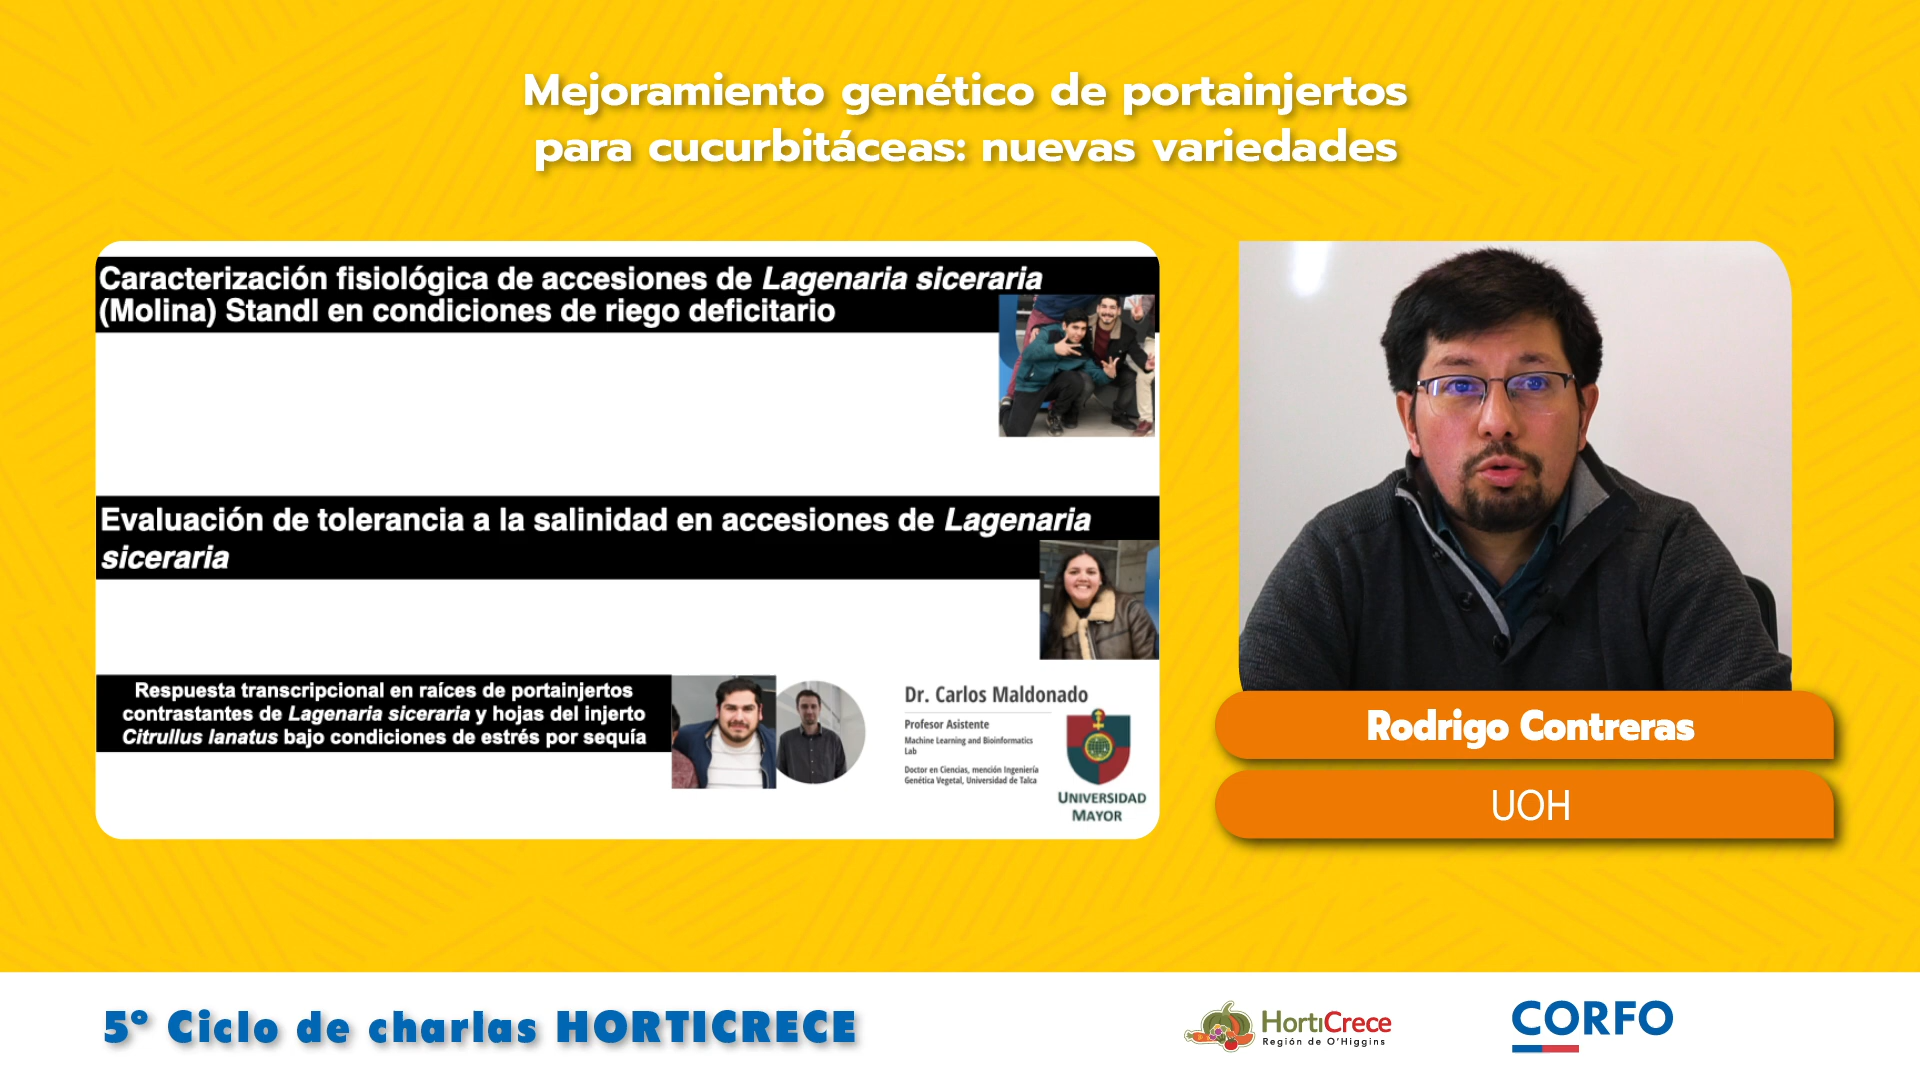 Mejoramiento genético de portainjertos
para cucurbitáceas: nuevas variedades
Caracterización fisiológica de accesiones de Lagenaria siceraria
(Molina) Standl en condiciones de riego deficitario
Evaluación de tolerancia a la salinidad en accesiones de Lagenaria
siceraria
Respuesta transcripcional en raíces de portainjertos
contrastantes de Lagenaria siceraria y hojas del injerto
Citrullus lanatus bajo condiciones de estrés por sequía
Dr. Carlos Maldonado
Profesor Asistente
Machine Learning and Bioinformatics
Lab
Doctor en Ciencias, mención Ingeniería
Genética Vegetal, Universidad de Talca
UNIVERSIDAD
MAYOR
Rodrigo Contreras
UOH
5º Ciclo de charlas HORTICRECE
HortiCrece
Región de O'Higgins
CORFO